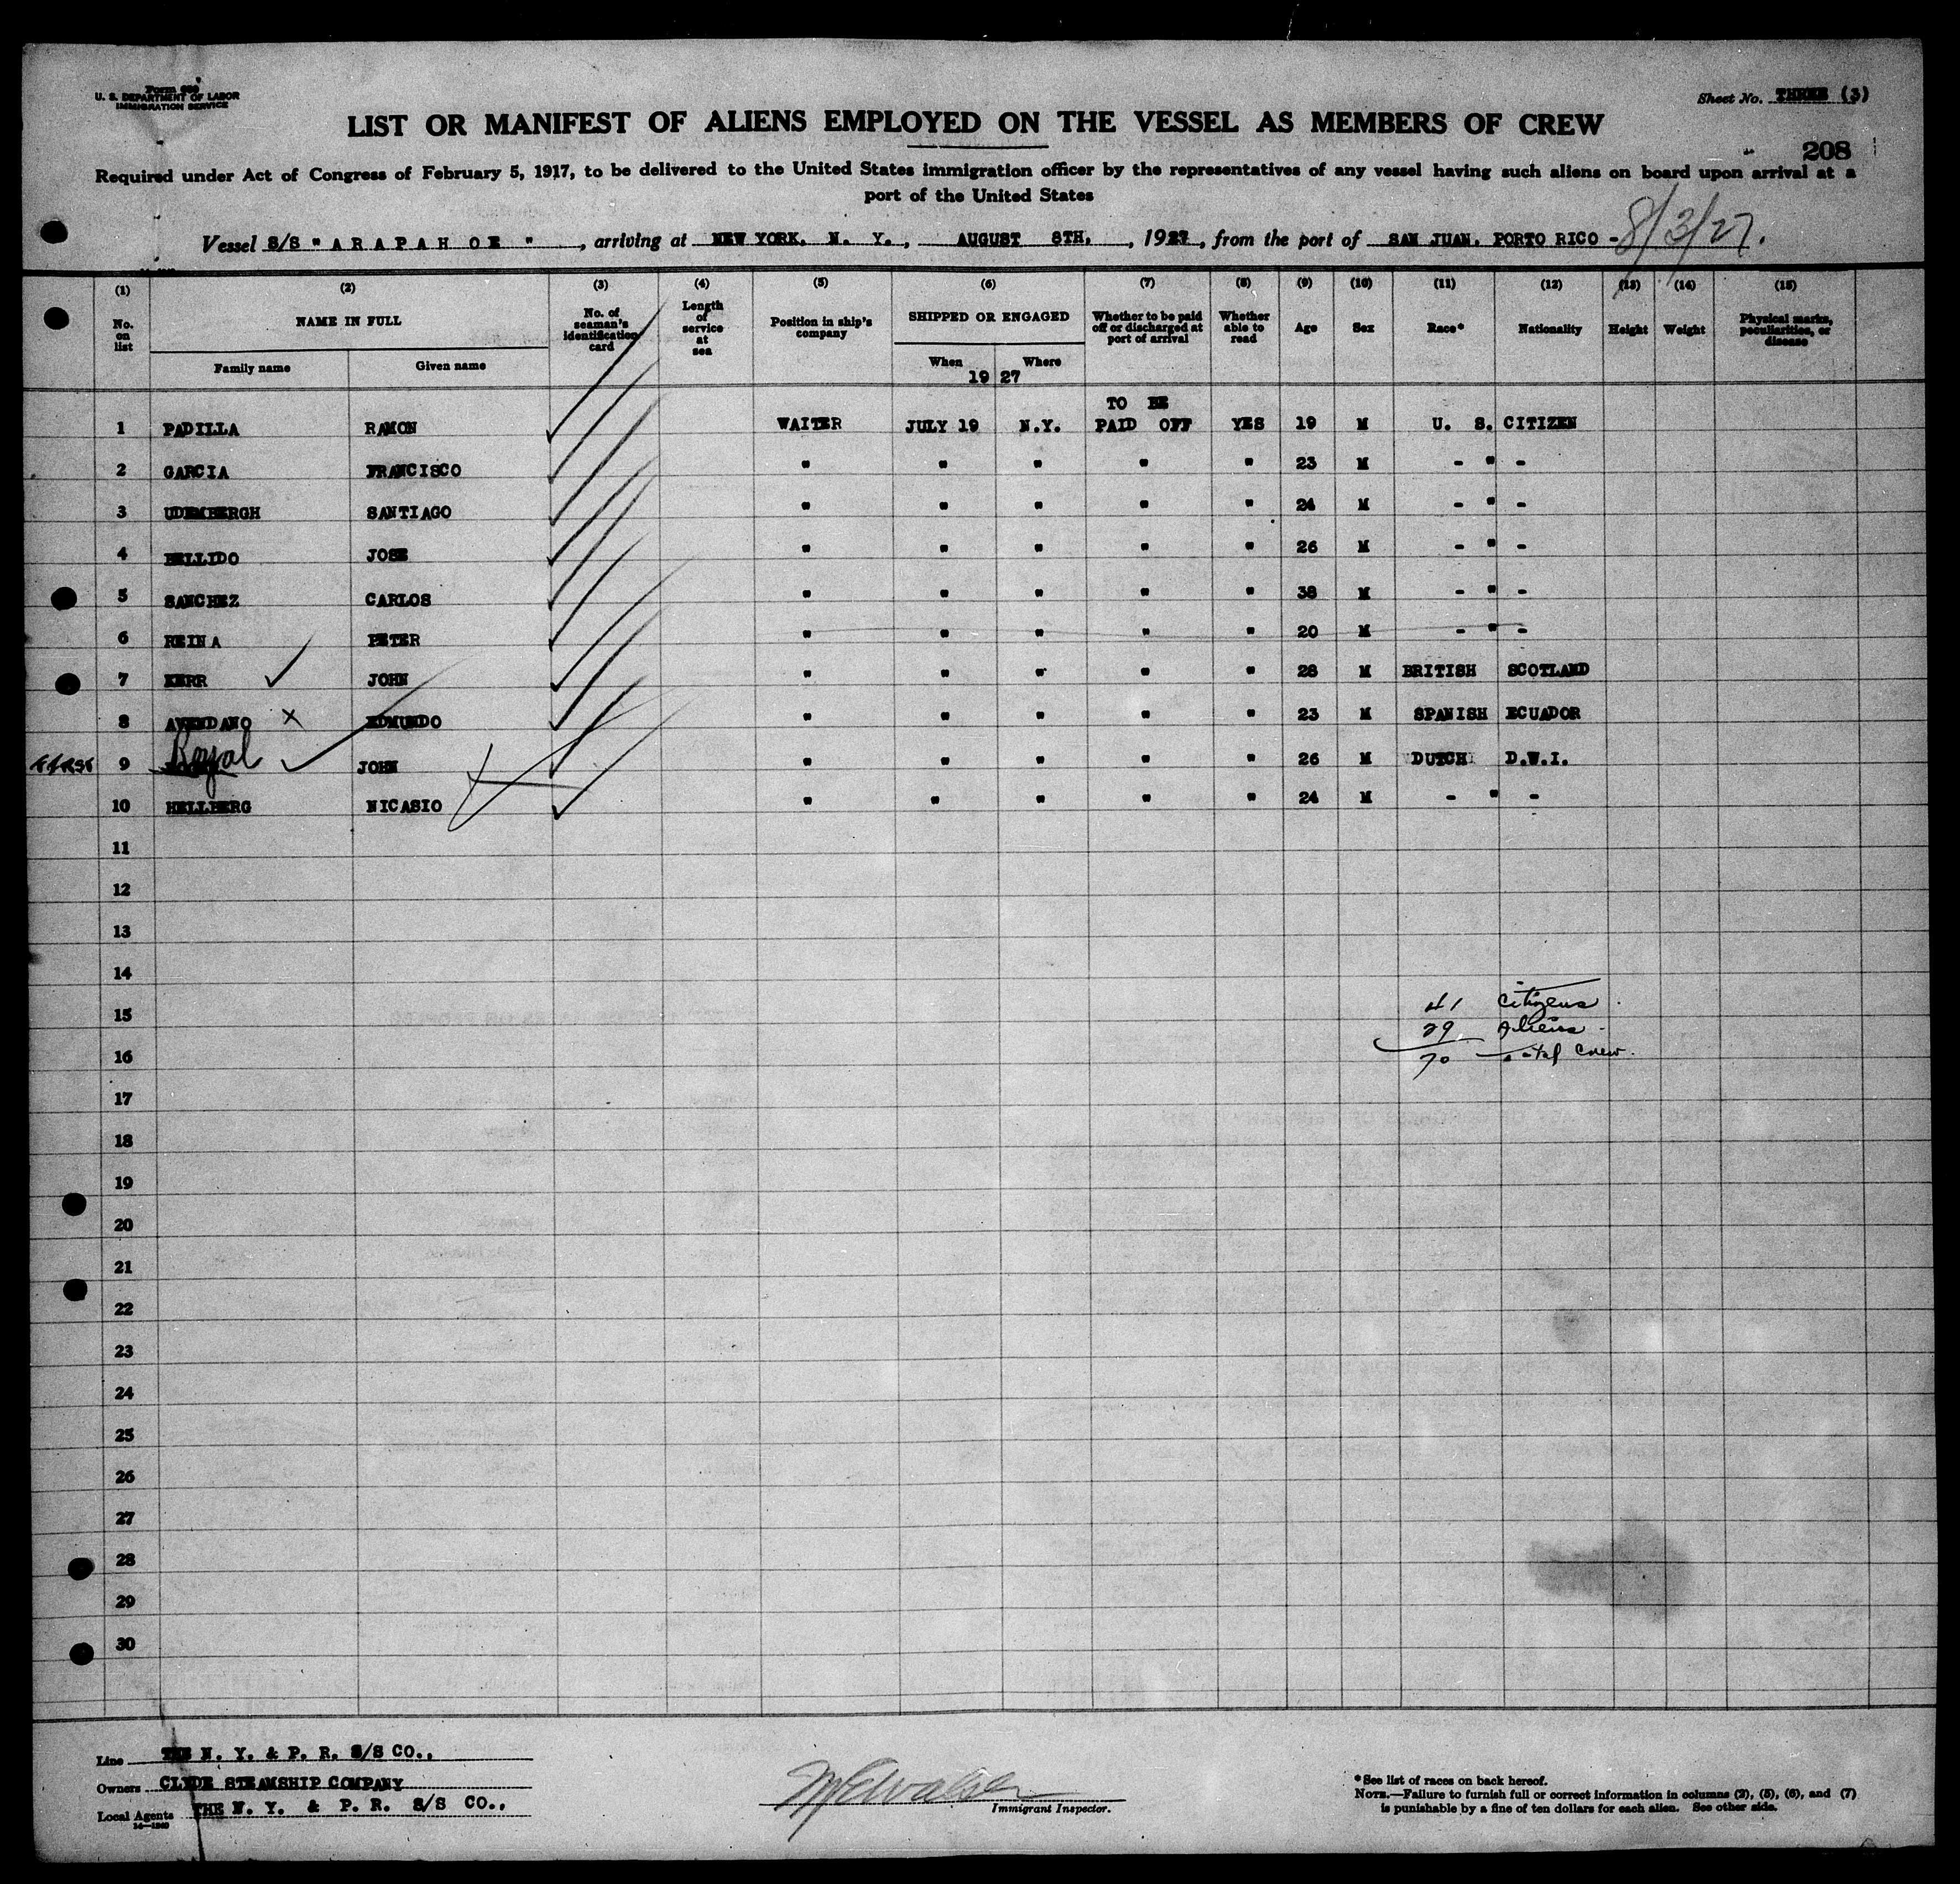 Form 680
U. S. DEPARTMENT OF LABOR
IMMIGRATION SERVICE
Sheet No. THREE (3)
LIST OR MANIFEST OF ALIENS EMPLOYED ON THE VESSEL AS MEMBERS OF CREW
208
Required under Act of Congress of February 5, 1917, to be delivered to the United States immigration officer by the representatives of any vessel having such aliens on board upon arrival at a
port of the United States
Vessel S/S " A R A P A H O E ", arriving at NEW YORK, N. Y., AUGUST 8TH, 1927, from the port of SAN JUAN, PORTO RICO - 8/3/27.
(1) (2) (3) (4) (5) (6) (7) (8) (9) (10) (11) (12) (13) (14) (15)
No. on list NAME IN FULL Family name Given name No. of seaman's identification card Length of service at sea Position in ship's company SHIPPED OR ENGAGED When Where 19 27 Whether to be paid off or discharged at port of arrival Whether able to read Age Sex Race* Nationality Height Weight Physical marks, peculiarities, or disease
TO BE
1 PADILLA RAMON WAITER JULY 19 N.Y. PAID OFF YES 19 M U. S. CITIZEN
2 GARCIA FRANCISCO " " " " " 23 M - " -
3 UDEMBERGH SANTIAGO " " " " " 24 M - " -
4 BELLIDO JOSE " " " " " 26 M - " -
5 SANCHEZ CARLOS " " " " " 38 M - " -
6 REINA PETER " " " " " 20 M - " -
7 KERR JOHN " " " " " 28 M BRITISH SCOTLAND
8 AVENDANO EDMUNDO " " " " " 23 M SPANISH ECUADOR
9 Royal JOHN " " " " " 26 M DUTCH D.W.I.
10 HELLBERG NICASIO " " " " " 24 M - " -
11
12
13
14
15
16
41 Citizens
29 Aliens
70 total Crew.
17
18
19
20
21
22
23
24
25
26
27
28
29
30
Line THE N. Y. & P. R. S/S CO.,
Owners CLYDE STEAMSHIP COMPANY
Local Agents THE N. Y. & P. R. S/S CO.,
14—1240
Immigrant Inspector.
*See list of races on back hereof.
NOTE.—Failure to furnish full or correct information in columns (2), (5), (6), and (7)
is punishable by a fine of ten dollars for each alien. See other side.